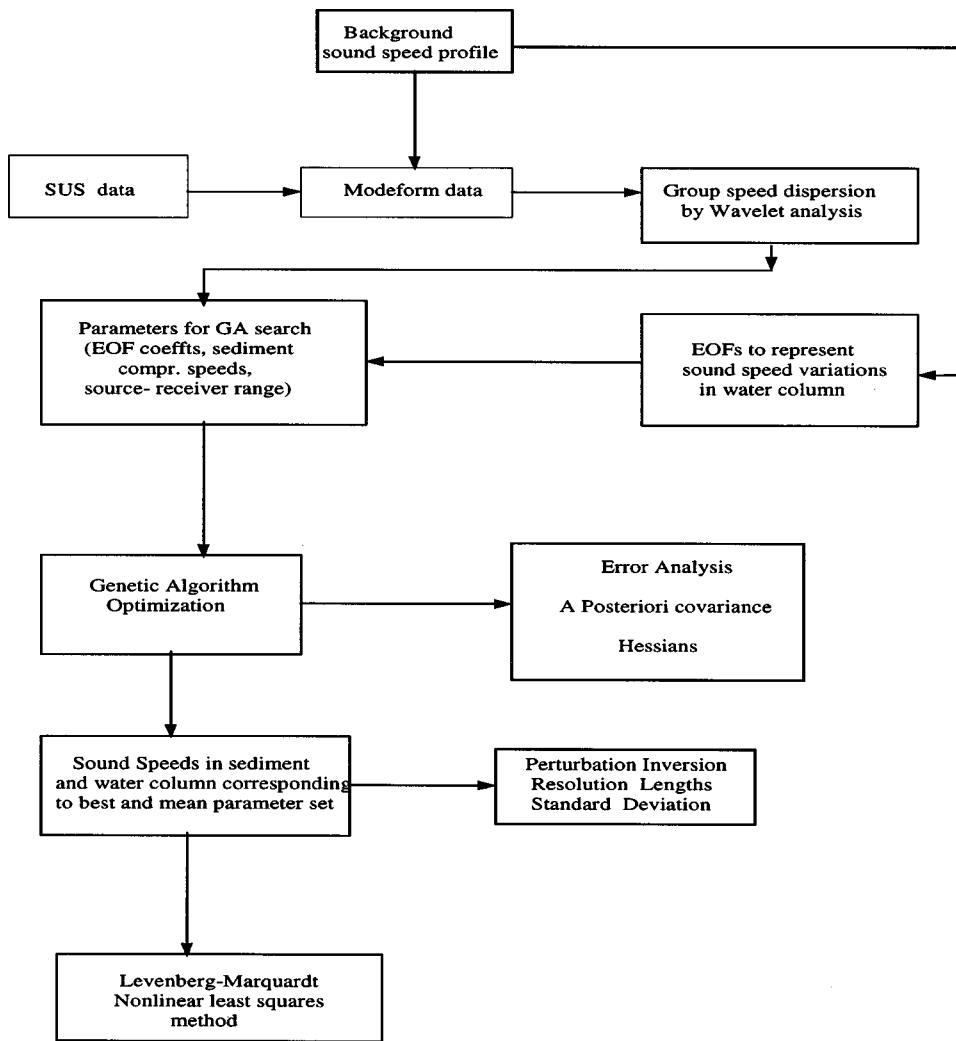 Background
sound speed profile
SUS data
Modeform data
Group speed dispersion
by Wavelet analysis
Parameters for GA search
(EOF coeffts, sediment
compr. speeds,
source- receiver range)
EOFs to represent
sound speed variations
in water column
Genetic Algorithm
Optimization
Error Analysis
A Posteriori covariance
Hessians
Sound Speeds in sediment
and water column corresponding
to best and mean parameter set
Perturbation Inversion
Resolution Lengths
Standard Deviation
Levenberg-Marquardt
Nonlinear least squares
method